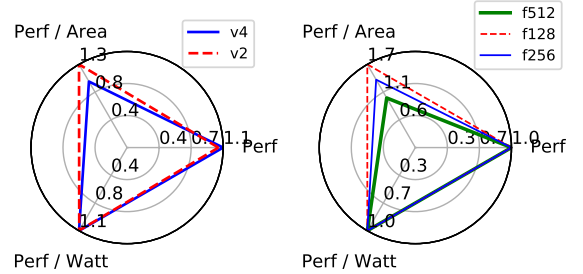 Perf / Area
v4
v2
1.3
0.8
0.4
0.4 0.7 1.1
Perf
0.4
0.8
1.1
Perf / Watt
Perf / Area
f512
f128
f256
1.7
1.1
0.6
0.3 0.7 1.0
Perf
0.3
0.7
1.0
Perf / Watt